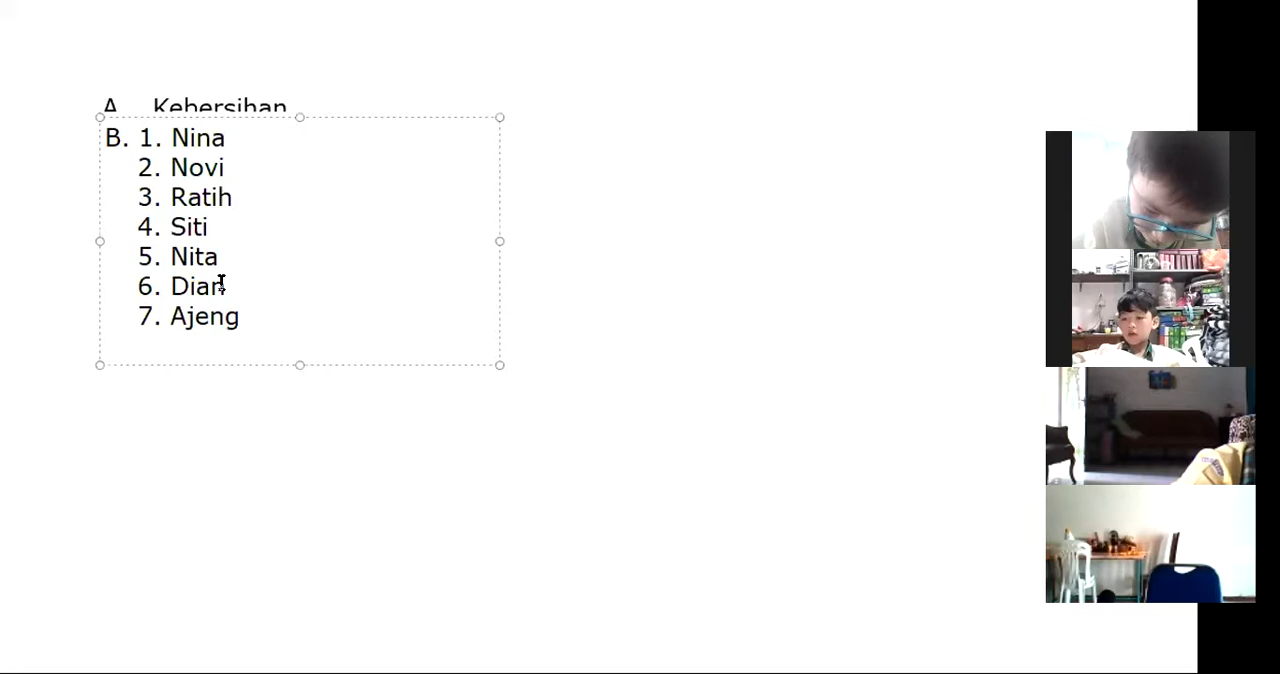 A. Kebersihan
B. 1. Nina
2. Novi
3. Ratih
4. Siti
5. Nita
6. Dian
7. Ajeng